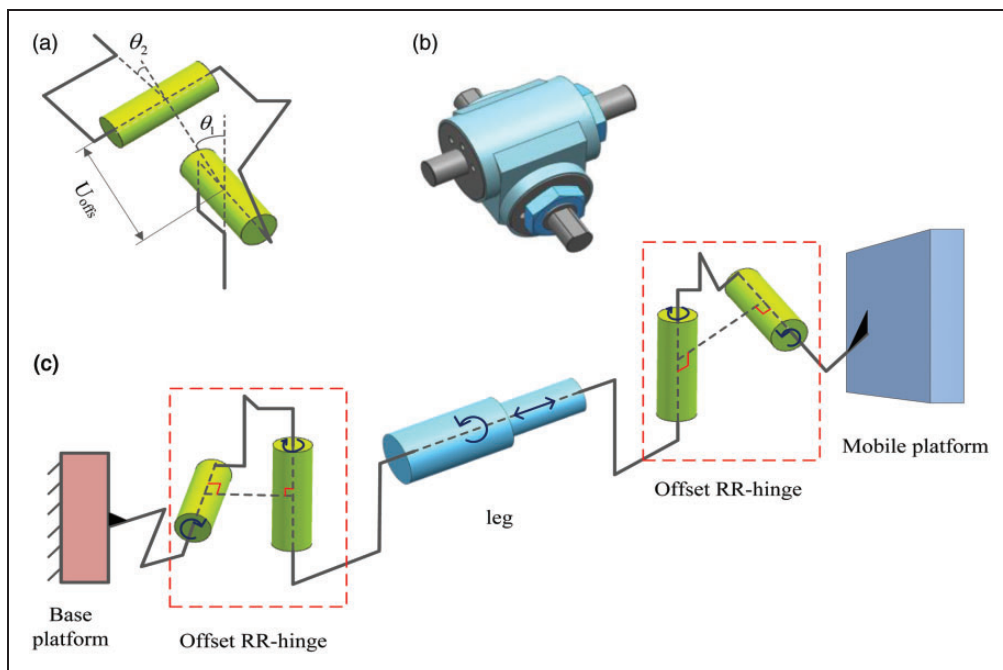 (a)
θ2
θ1
Uoffs
(b)
(c)
Mobile platform
Offset RR-hinge
leg
Base
platform
Offset RR-hinge